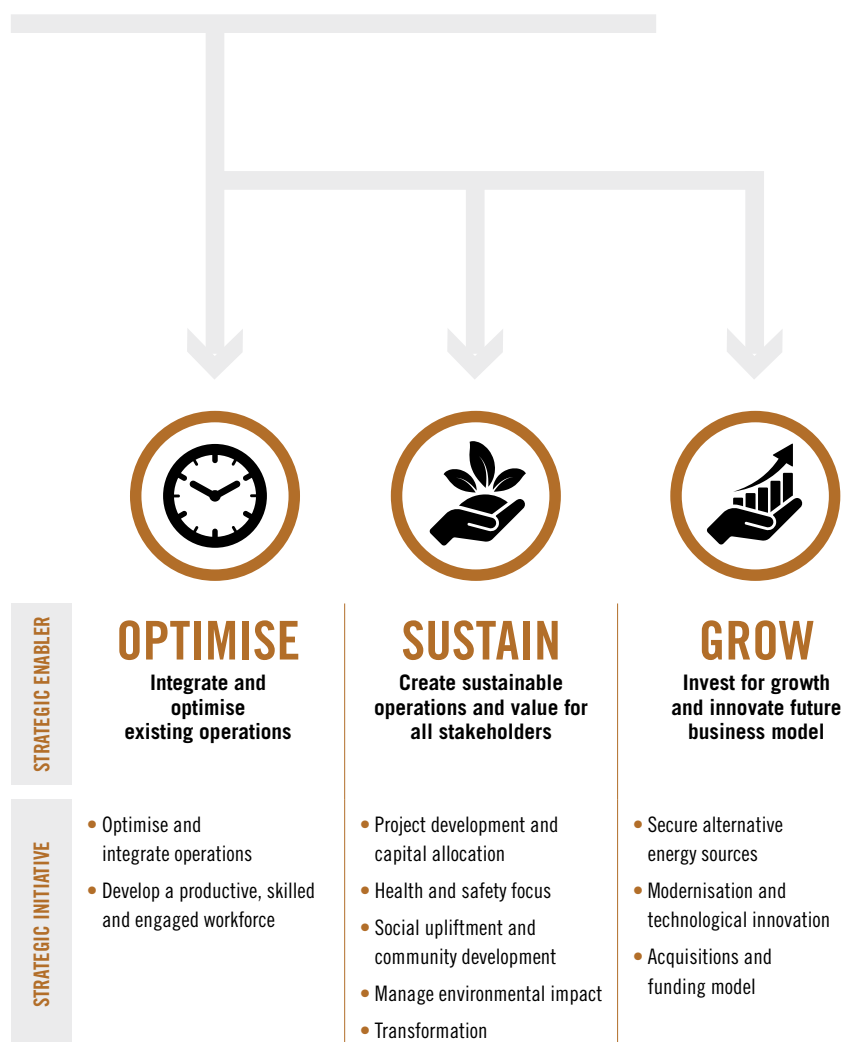 STRATEGIC ENABLER
OPTIMISE
Integrate and
optimise
existing operations
SUSTAIN
Create sustainable
operations and value for
all stakeholders
GROW
Invest for growth
and innovate future
business model
STRATEGIC INITIATIVE
• Optimise and
integrate operations
• Develop a productive, skilled
and engaged workforce
• Project development and
capital allocation
• Health and safety focus
• Social upliftment and
community development
• Manage environmental impact
• Transformation
• Secure alternative
energy sources
• Modernisation and
technological innovation
• Acquisitions and
funding model